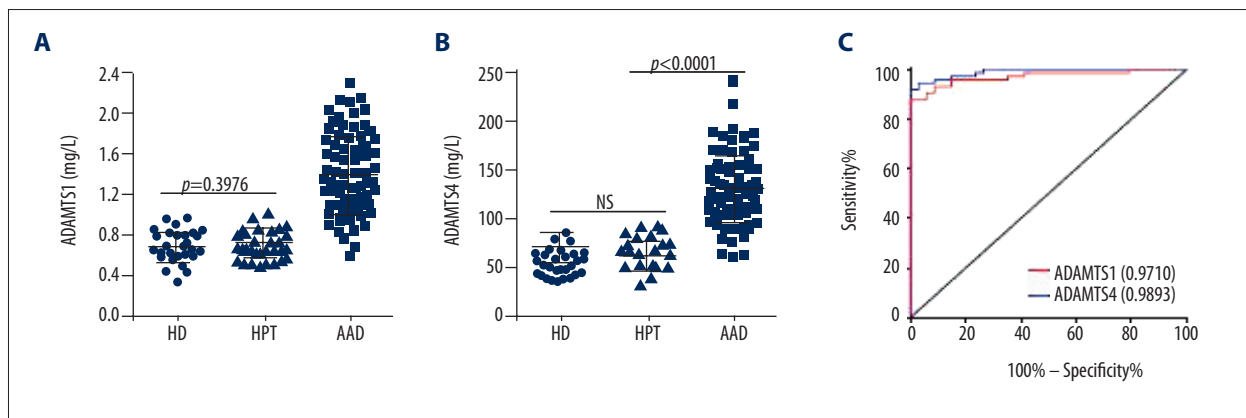 A
ADAMTS1 (mg/L)
2.4
2.0
1.6
1.2
0.8
0.4
0.0
p=0.3976
HD
HPT
AAD
B
ADAMTS4 (mg/L)
250
200
150
100
50
0
NS
p<0.0001
HD
HPT
AAD
C
Sensitivity%
100
80
60
40
20
0
ADAMTS1 (0.9710)
ADAMTS4 (0.9893)
0
20
40
60
80
100
100% – Specificity%